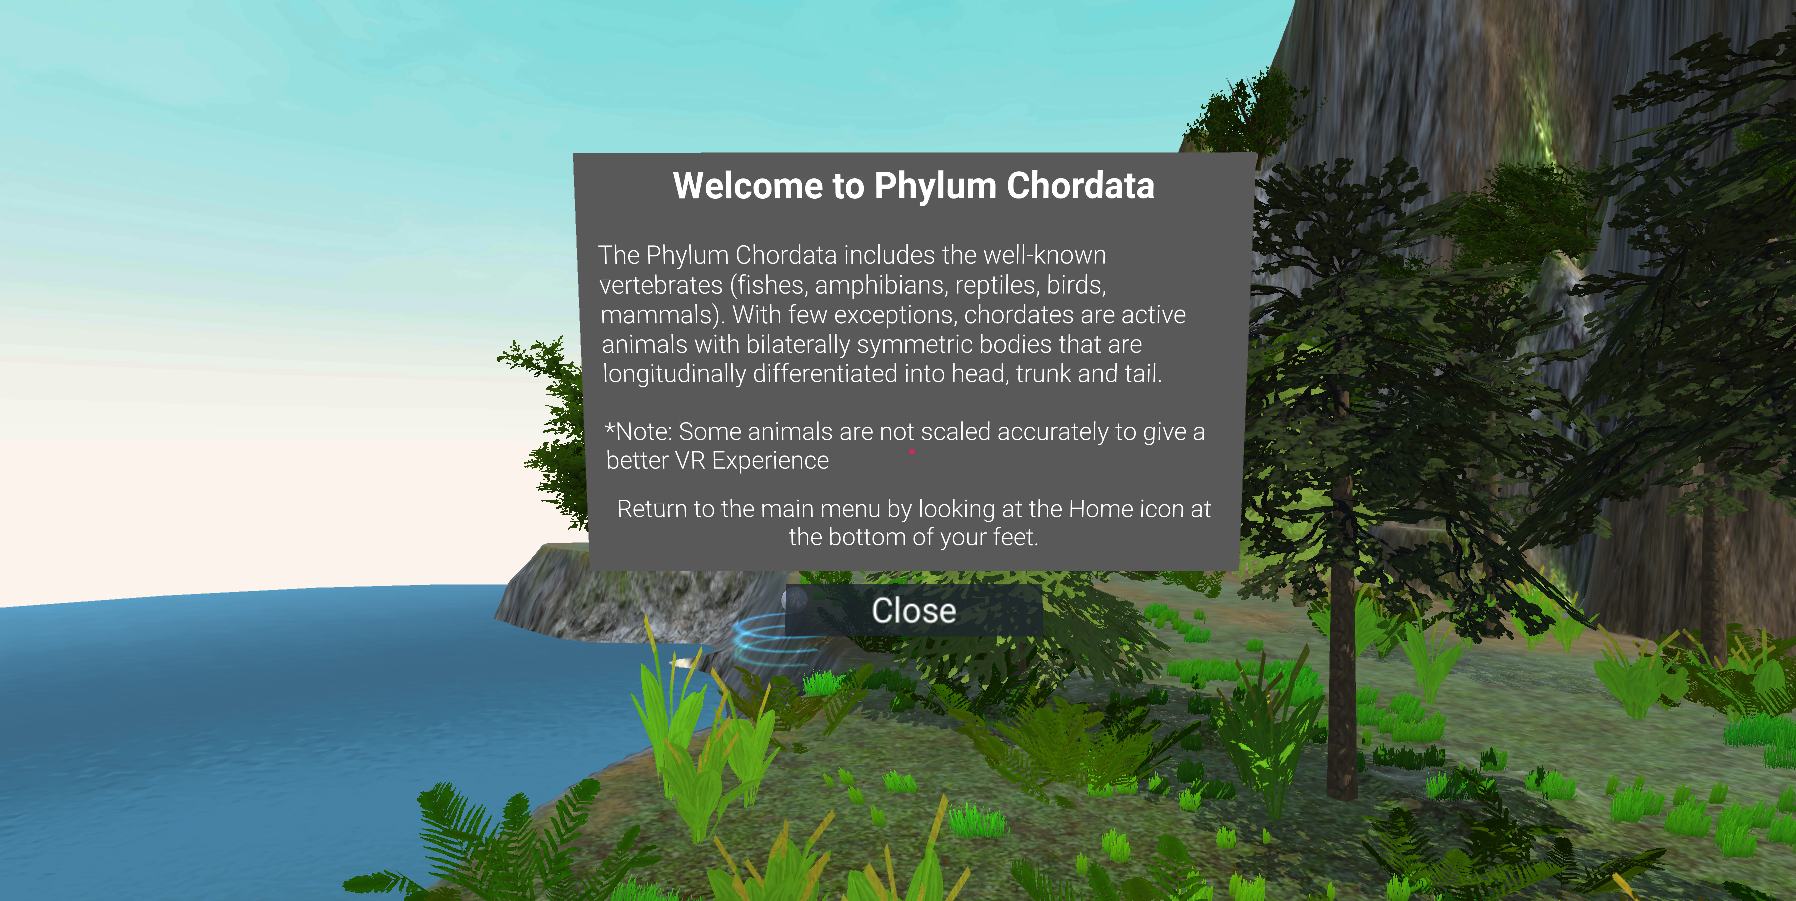 Welcome to Phylum Chordata
The Phylum Chordata includes the well-known
vertebrates (fishes, amphibians, reptiles, birds,
mammals). With few exceptions, chordates are active
animals with bilaterally symmetric bodies that are
longitudinally differentiated into head, trunk and tail.
*Note: Some animals are not scaled accurately to give a
better VR Experience
Return to the main menu by looking at the Home icon at
the bottom of your feet.
Close